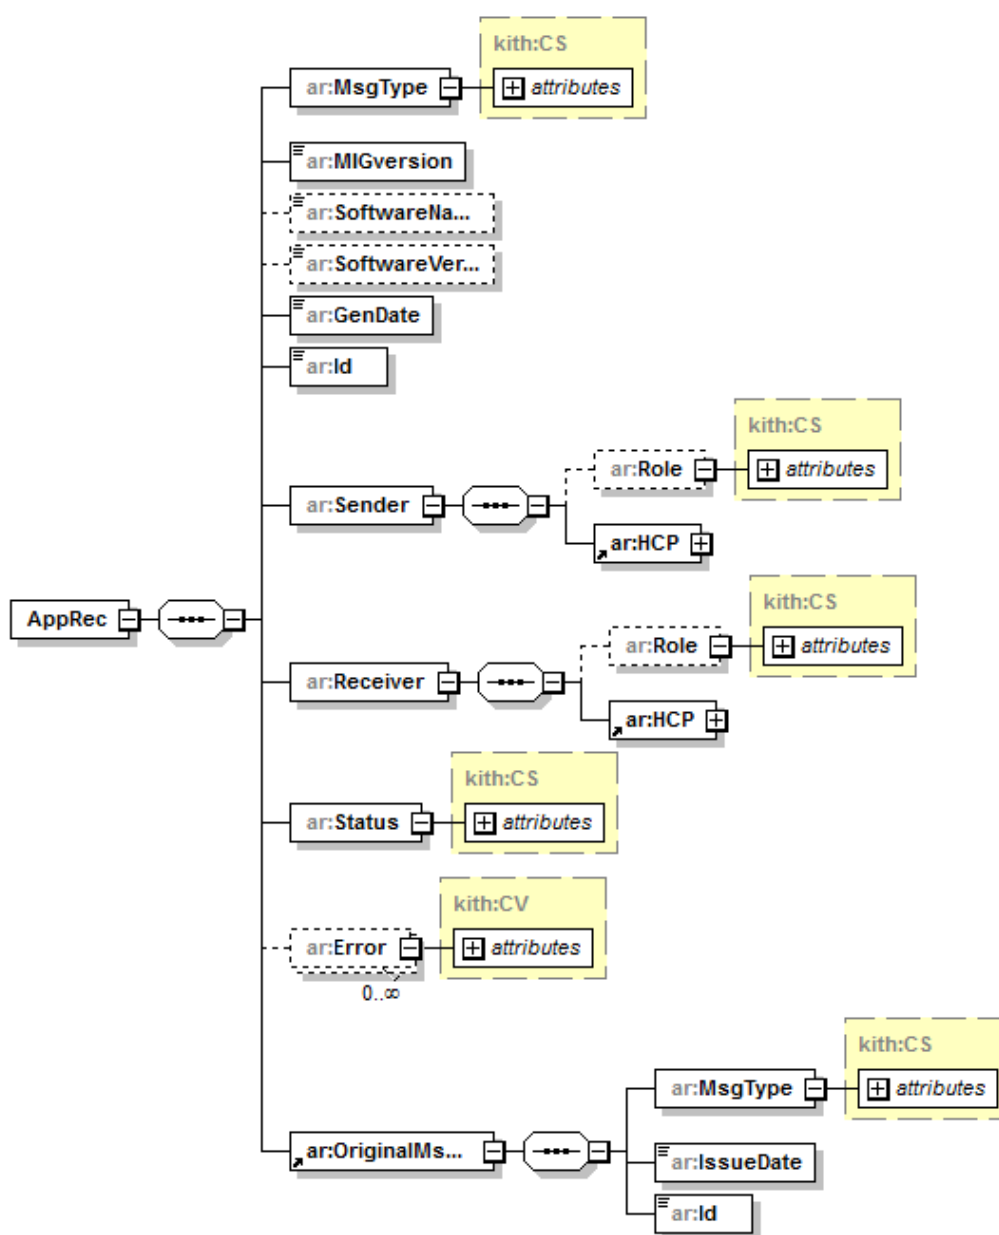 kith:CS
ar:MsgType
attributes
ar:MIGversion
ar:SoftwareNa...
ar:SoftwareVer...
ar:GenDate
ar:Id
kith:CS
ar:Role
attributes
ar:Sender
ar:HCP
kith:CS
AppRec
ar:Role
attributes
ar:Receiver
ar:HCP
kith:CS
ar:Status
attributes
kith:CV
ar:Error
attributes
0..∞
kith:CS
ar:MsgType
attributes
ar:OriginalMs...
ar:IssueDate
ar:Id